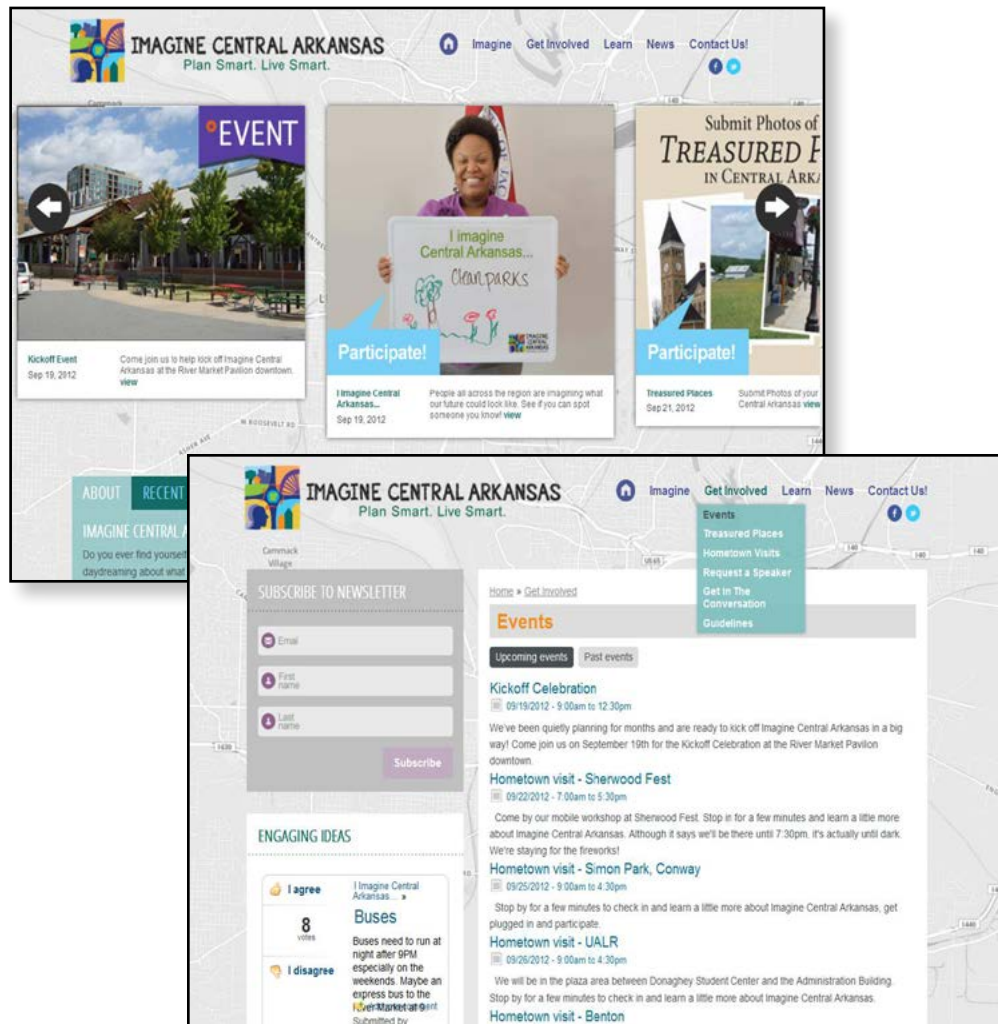 IMAGINE CENTRAL ARKANSAS
Plan Smart. Live Smart.
Imagine Get Involved Learn News Contact Us!
Cammack
EVENT
Kickoff Event
Sep 19, 2012
Come join us to help kick off Imagine Central
Arkansas at the River Market Pavilion downtown.
view
I imagine
Central Arkansas...
Clean parks
IMAGINE
CENTRAL
ARKANSAS
Participate!
I Imagine Central
Arkansas...
Sep 19, 2012
People all across the region are imagining what
our future could look like. See if you can spot
someone you know! view
Submit Photos of
TREASURED
IN CENTRAL
Participate!
Treasured Places
Sep 21, 2012
Submit Photos of your
Central Arkansas view
W ROOSEVELT RD
ASHER AVE
ABOUT RECENT
IMAGINE CENTRAL A
Do you ever find yourself
daydreaming about what
IMAGINE CENTRAL ARKANSAS
Plan Smart. Live Smart.
Imagine Get Involved Learn News Contact Us!
Events
Treasured Places
Hometown Visits
Request a Speaker
Get In The
Conversation
Guidelines
Cammack
Village
SUBSCRIBE TO NEWSLETTER
Email
First
name
Last
name
Subscribe
ENGAGING IDEAS
I agree
8
votes
I disagree
I Imagine Central
Arkansas... »
Buses
Buses need to run at
night after 9PM
especially on the
weekends. Maybe an
express bus to the
River Market at 9
Submitted by
Home » Get Involved
Events
Upcoming events Past events
Kickoff Celebration
09/19/2012 - 9:00am to 12:30pm
We've been quietly planning for months and are ready to kick off Imagine Central Arkansas in a big
way! Come join us on September 19th for the Kickoff Celebration at the River Market Pavilion
downtown.
Hometown visit - Sherwood Fest
09/22/2012 - 7:00am to 5:30pm
Come by our mobile workshop at Sherwood Fest. Stop in for a few minutes and learn a little more
about Imagine Central Arkansas. Although it says we'll be there until 7:30pm, it's actually until dark.
We're staying for the fireworks!
Hometown visit - Simon Park, Conway
09/25/2012 - 9:00am to 4:30pm
Stop by for a few minutes to check in and learn a little more about Imagine Central Arkansas, get
plugged in and participate.
Hometown visit - UALR
09/26/2012 - 9:00am to 4:30pm
We will be in the plaza area between Donaghey Student Center and the Administration Building.
Stop by for a few minutes to check in and learn a little more about Imagine Central Arkansas.
Hometown visit - Benton